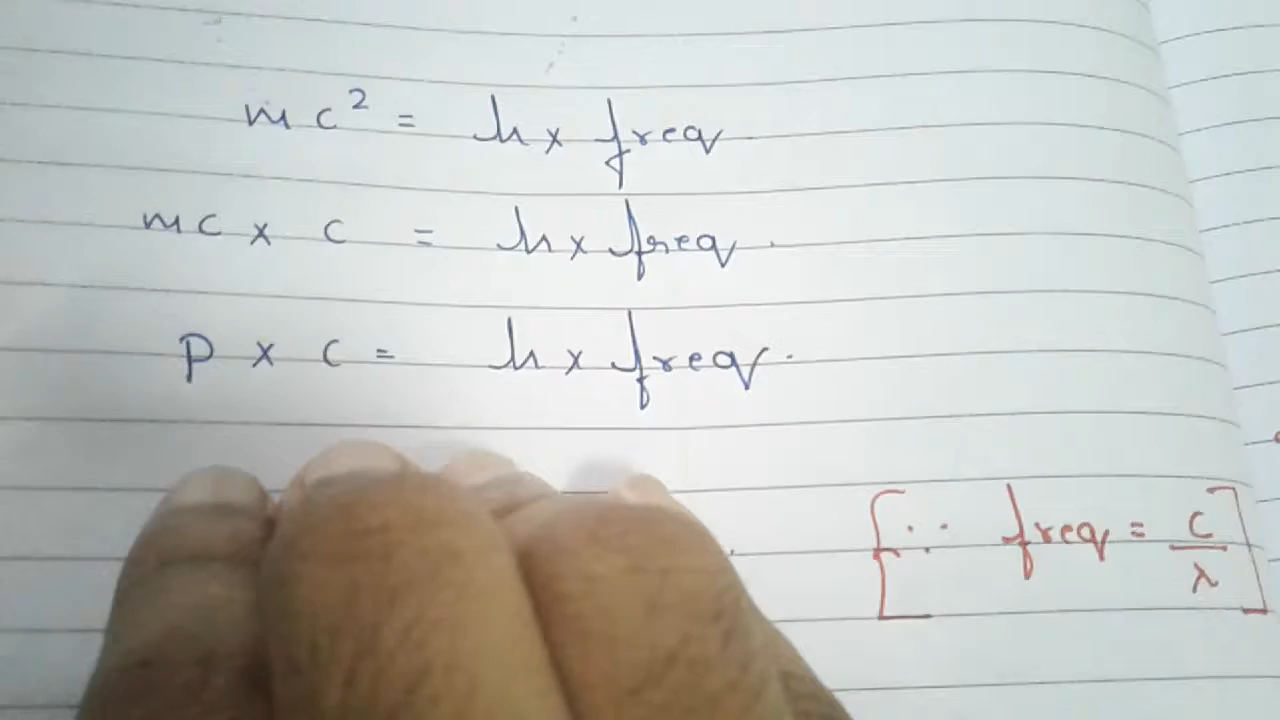 mc² = h x freq
mc x c = h x freq.
p x c = h x freq.
[∵ freq = c/λ]